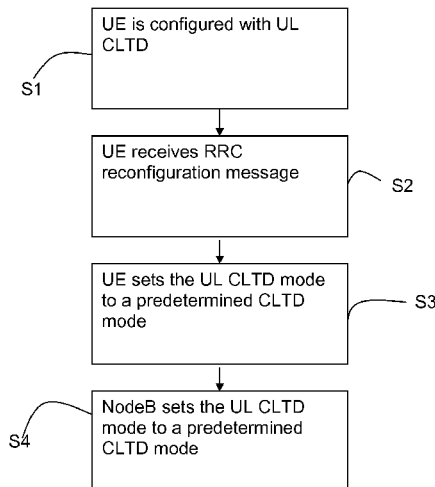 UE is configured with UL
CLTD
S1
UE receives RRC
reconfiguration message
S2
UE sets the UL CLTD mode
to a predetermined CLTD
mode
S3
NodeB sets the UL CLTD
mode to a predetermined
CLTD mode
S4